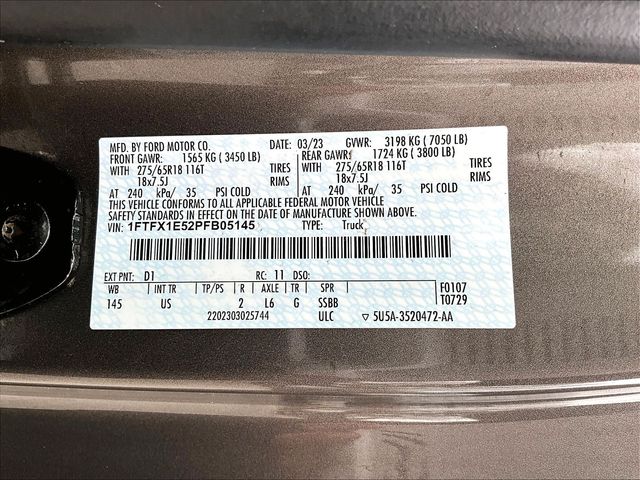 MFD. BY FORD MOTOR CO. DATE: 03/23 GVWR: 3198 KG ( 7050 LB)
FRONT GAWR: 1565 KG ( 3450 LB) REAR GAWR: 1724 KG ( 3800 LB)
WITH 275/65R18 116T TIRES WITH 275/65R18 116T TIRES
18x7.5J RIMS 18x7.5J RIMS
AT 240 kPa/ 35 PSI COLD AT 240 kPa/ 35 PSI COLD
THIS VEHICLE CONFORMS TO ALL APPLICABLE FEDERAL MOTOR VEHICLE
SAFETY STANDARDS IN EFFECT ON THE DATE OF MANUFACTURE SHOWN ABOVE.
VIN: 1FTFX1E52PFB05145 TYPE: Truck
EXT PNT: D1 RC: 11 DSO:
WB INT TR TP/PS R AXLE TR SPR F0107
145 US 2 L6 G SSBB T0729
2202303025744 ULC ▽ 5U5A-3520472-AA